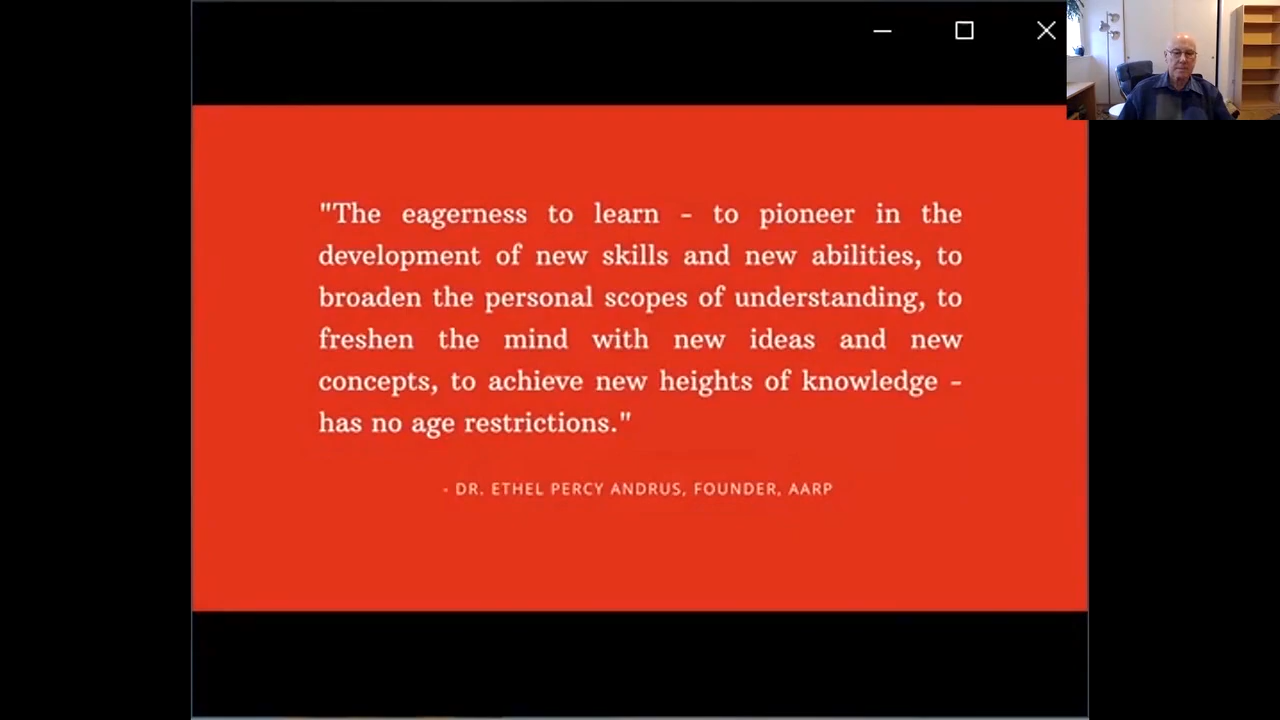 "The eagerness to learn - to pioneer in the
development of new skills and new abilities, to
broaden the personal scopes of understanding, to
freshen the mind with new ideas and new
concepts, to achieve new heights of knowledge -
has no age restrictions."
- DR. ETHEL PERCY ANDRUS, FOUNDER, AARP